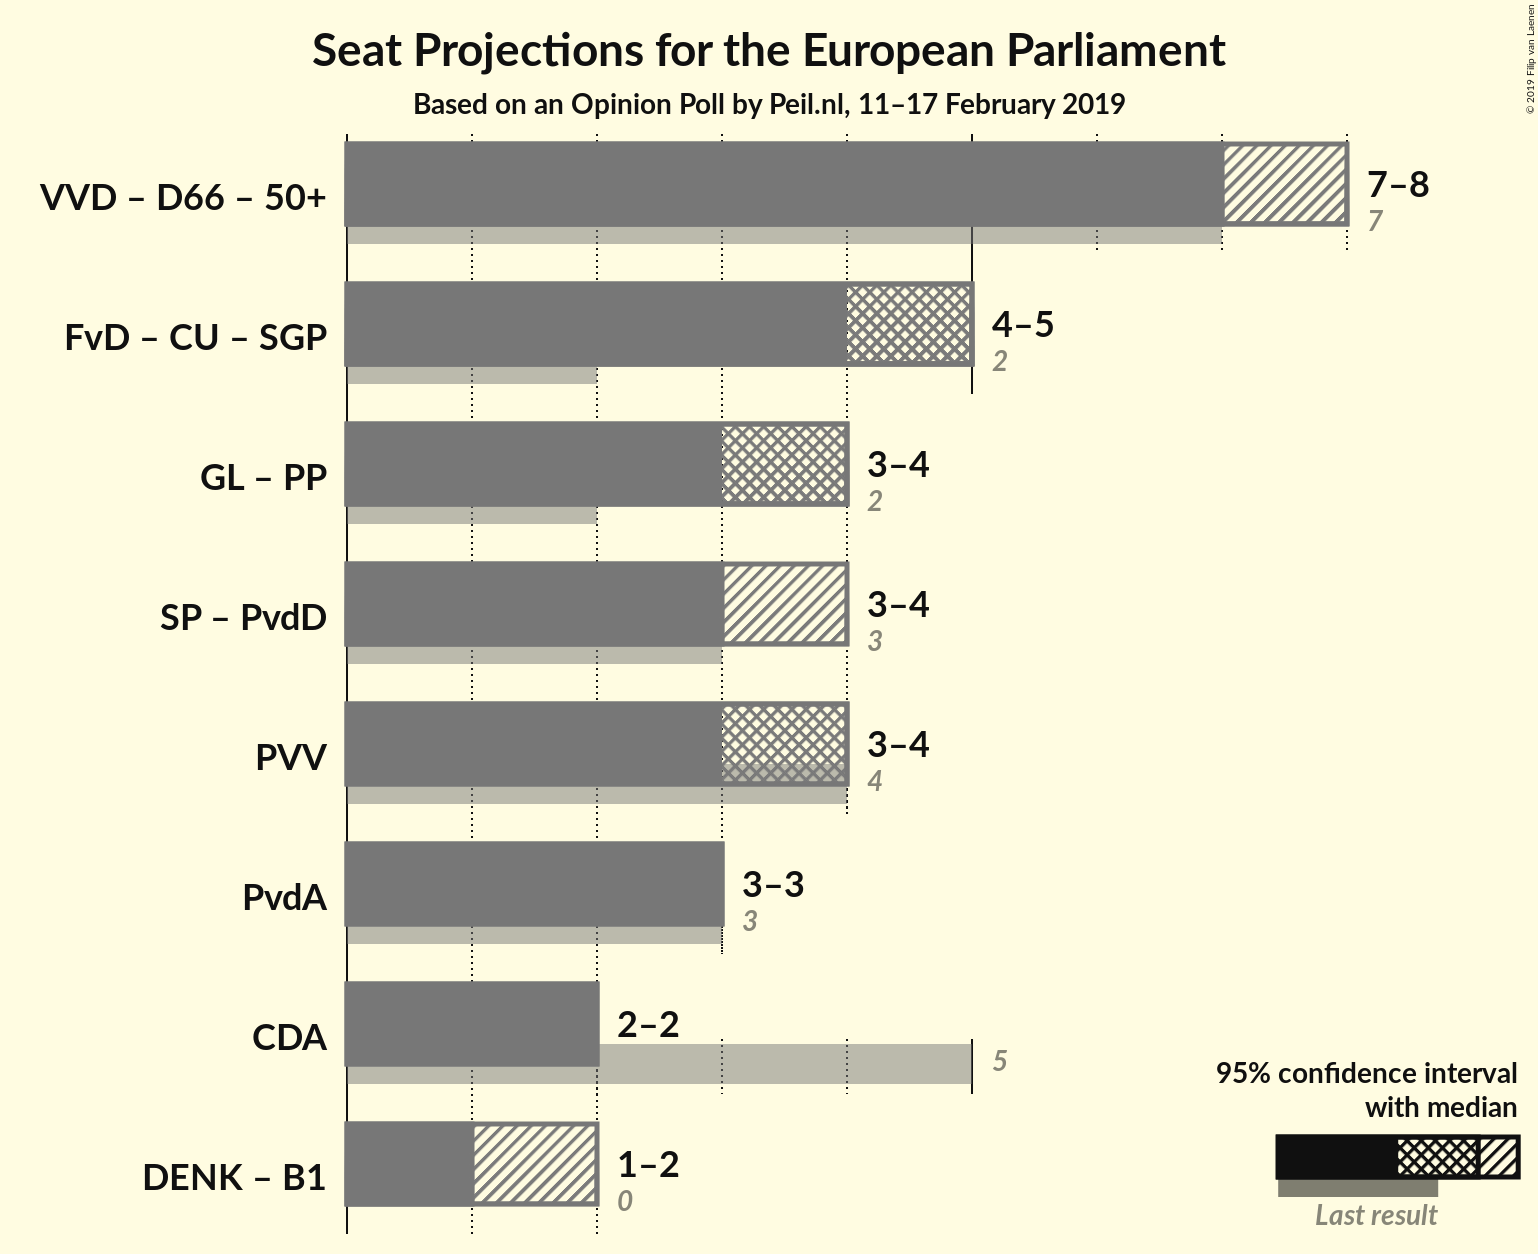 Seat Projections for the European Parliament
Based on an Opinion Poll by Peil.nl, 11–17 February 2019
© 2019 Filip van Laenen
VVD – D66 – 50+
7–8
7
FvD – CU – SGP
4–5
2
GL – PP
3–4
2
SP – PvdD
3–4
3
PVV
3–4
4
PvdA
3–3
3
CDA
2–2
5
DENK – B1
1–2
0
95% confidence interval
with median
Last result